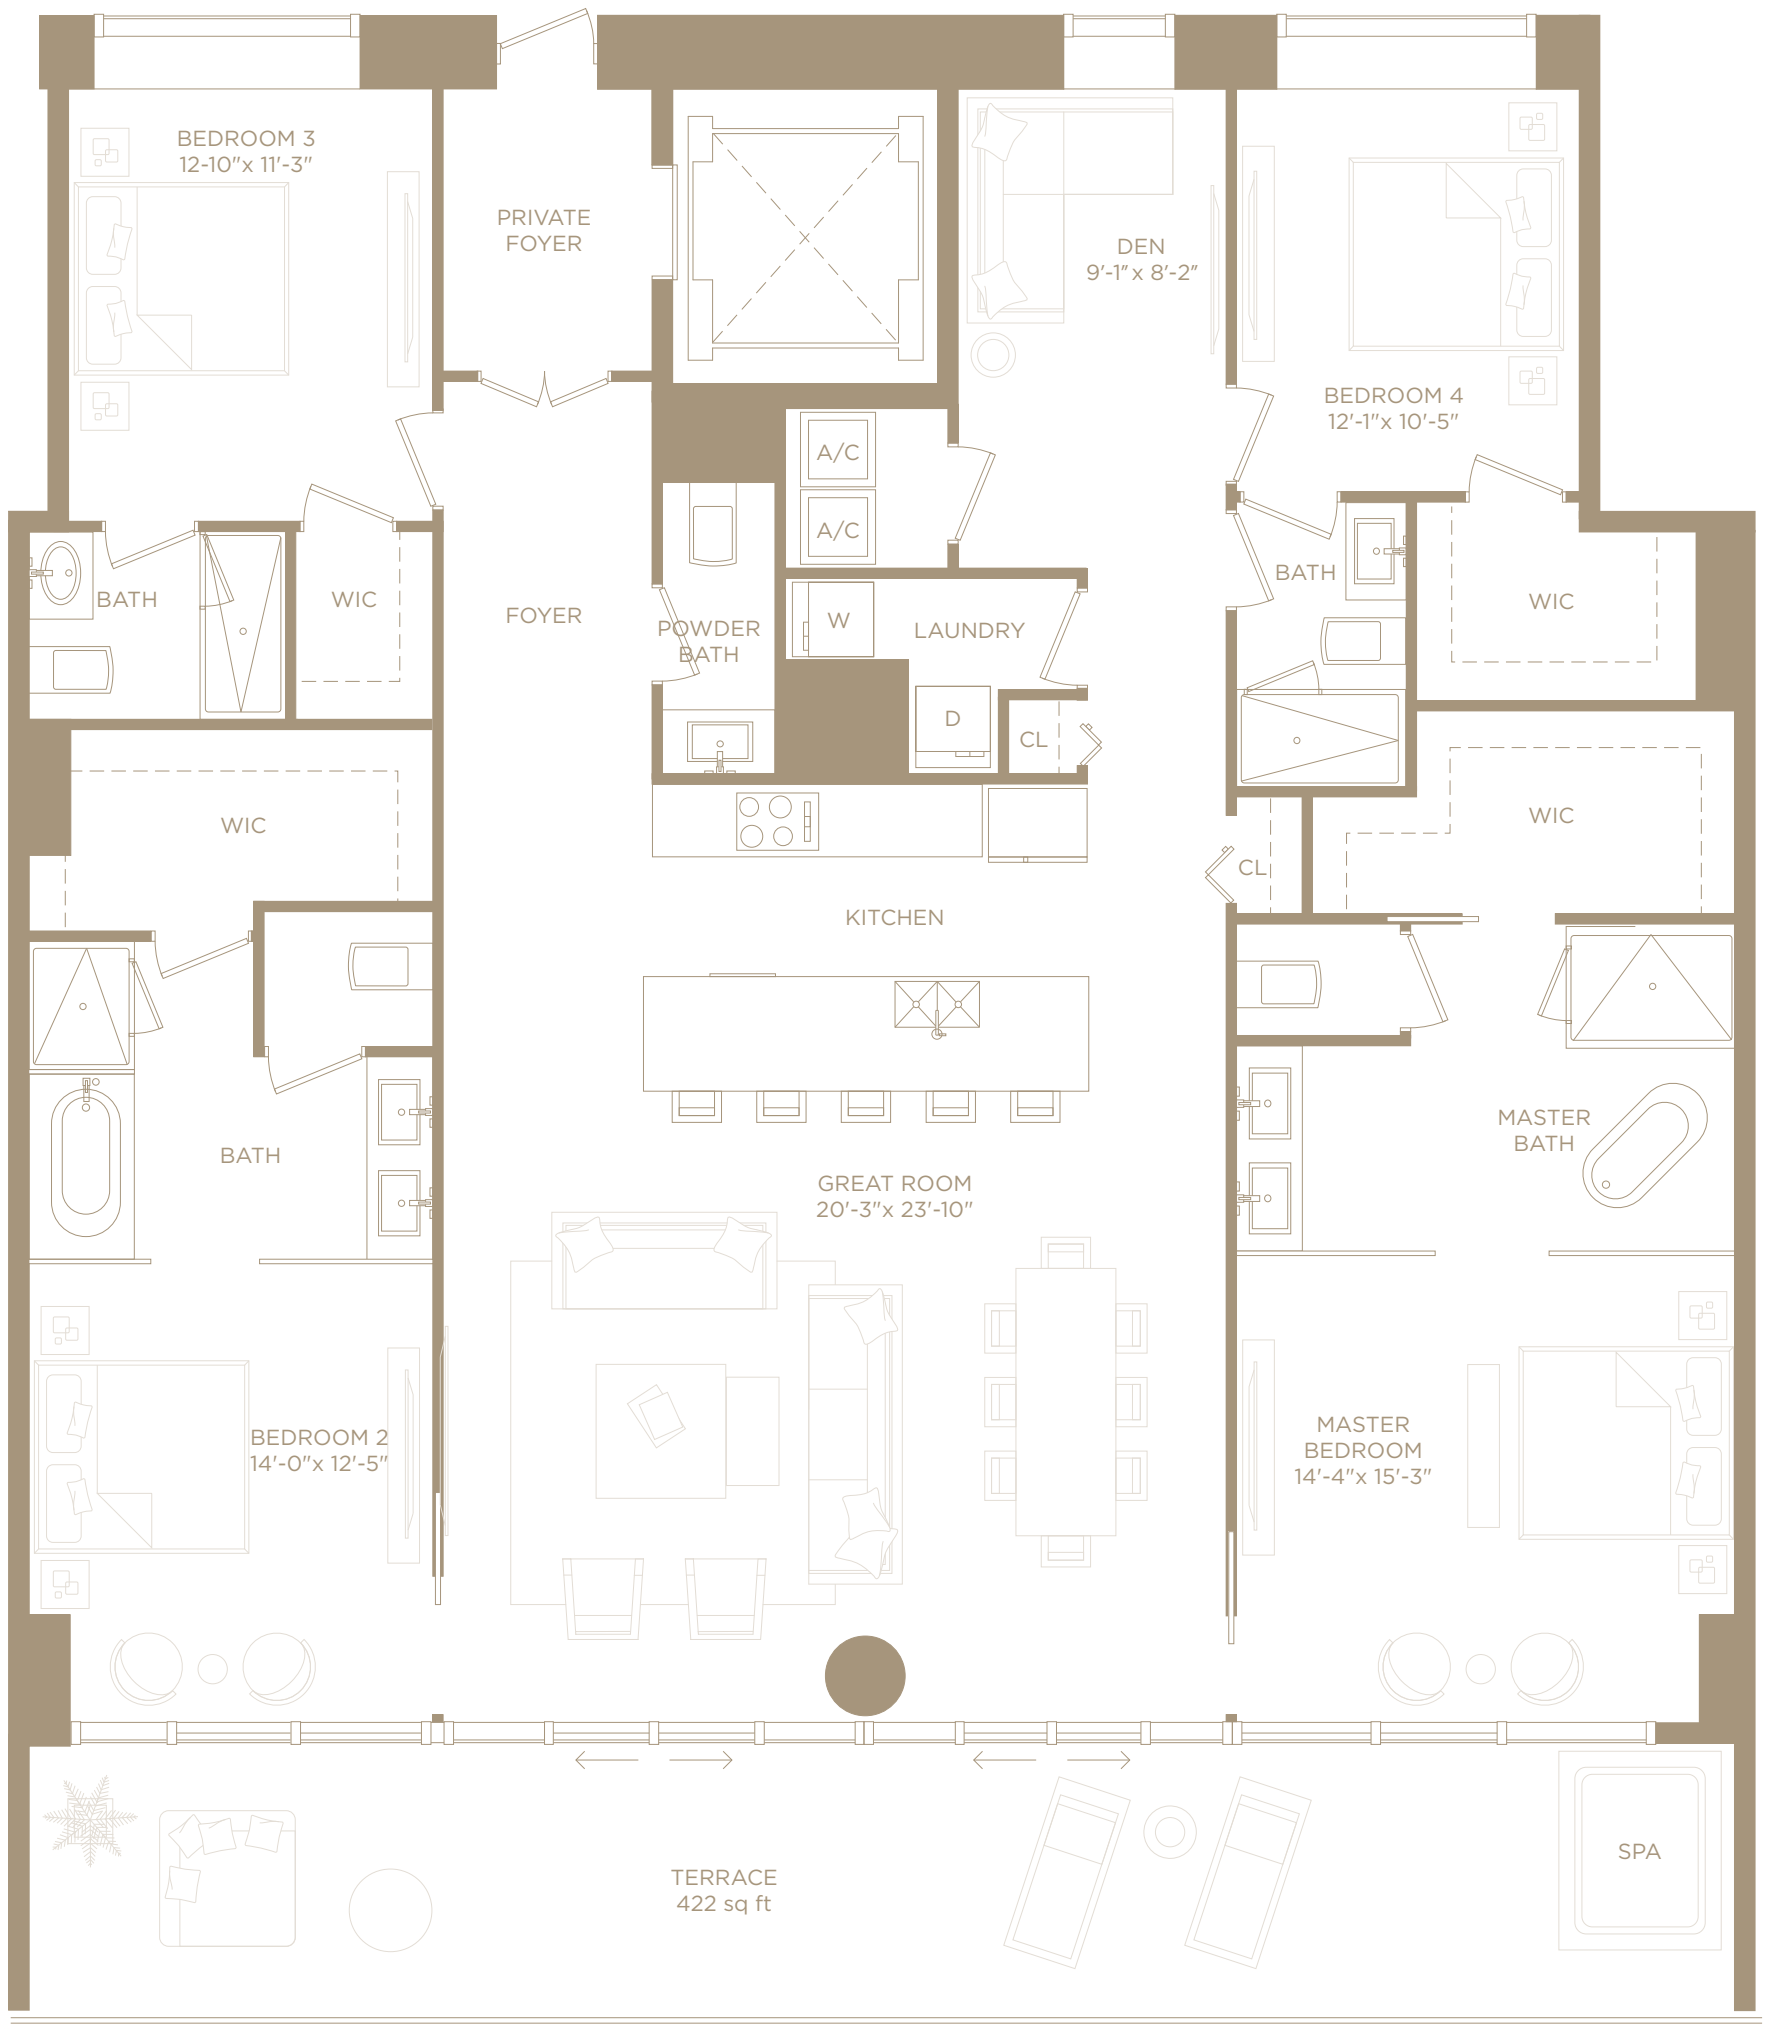 BEDROOM 3
12-10"x 11'-3"
PRIVATE
FOYER
DEN
9'-1"x 8'-2"
BEDROOM 4
12'-1"x 10'-5"
A/C
A/C
BATH
WIC
FOYER
POWDER
BATH
W
LAUNDRY
BATH
WIC
D
CL
WIC
WIC
CL
KITCHEN
BATH
MASTER
BATH
GREAT ROOM
20'-3"x 23'-10"
BEDROOM 2
14'-0"x 12'-5"
MASTER
BEDROOM
14'-4"x 15'-3"
TERRACE
422 sq ft
SPA